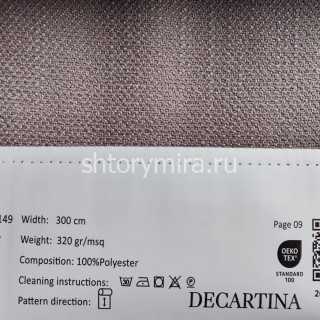 shtorymira.ru
149 Width: 300 cm
Page 09
Weight: 320 gr/msq
OEKO
TEX®
Composition: 100%Polyester
STANDARD
100
Cleaning instructions:
Pattern direction:
DECARTINA